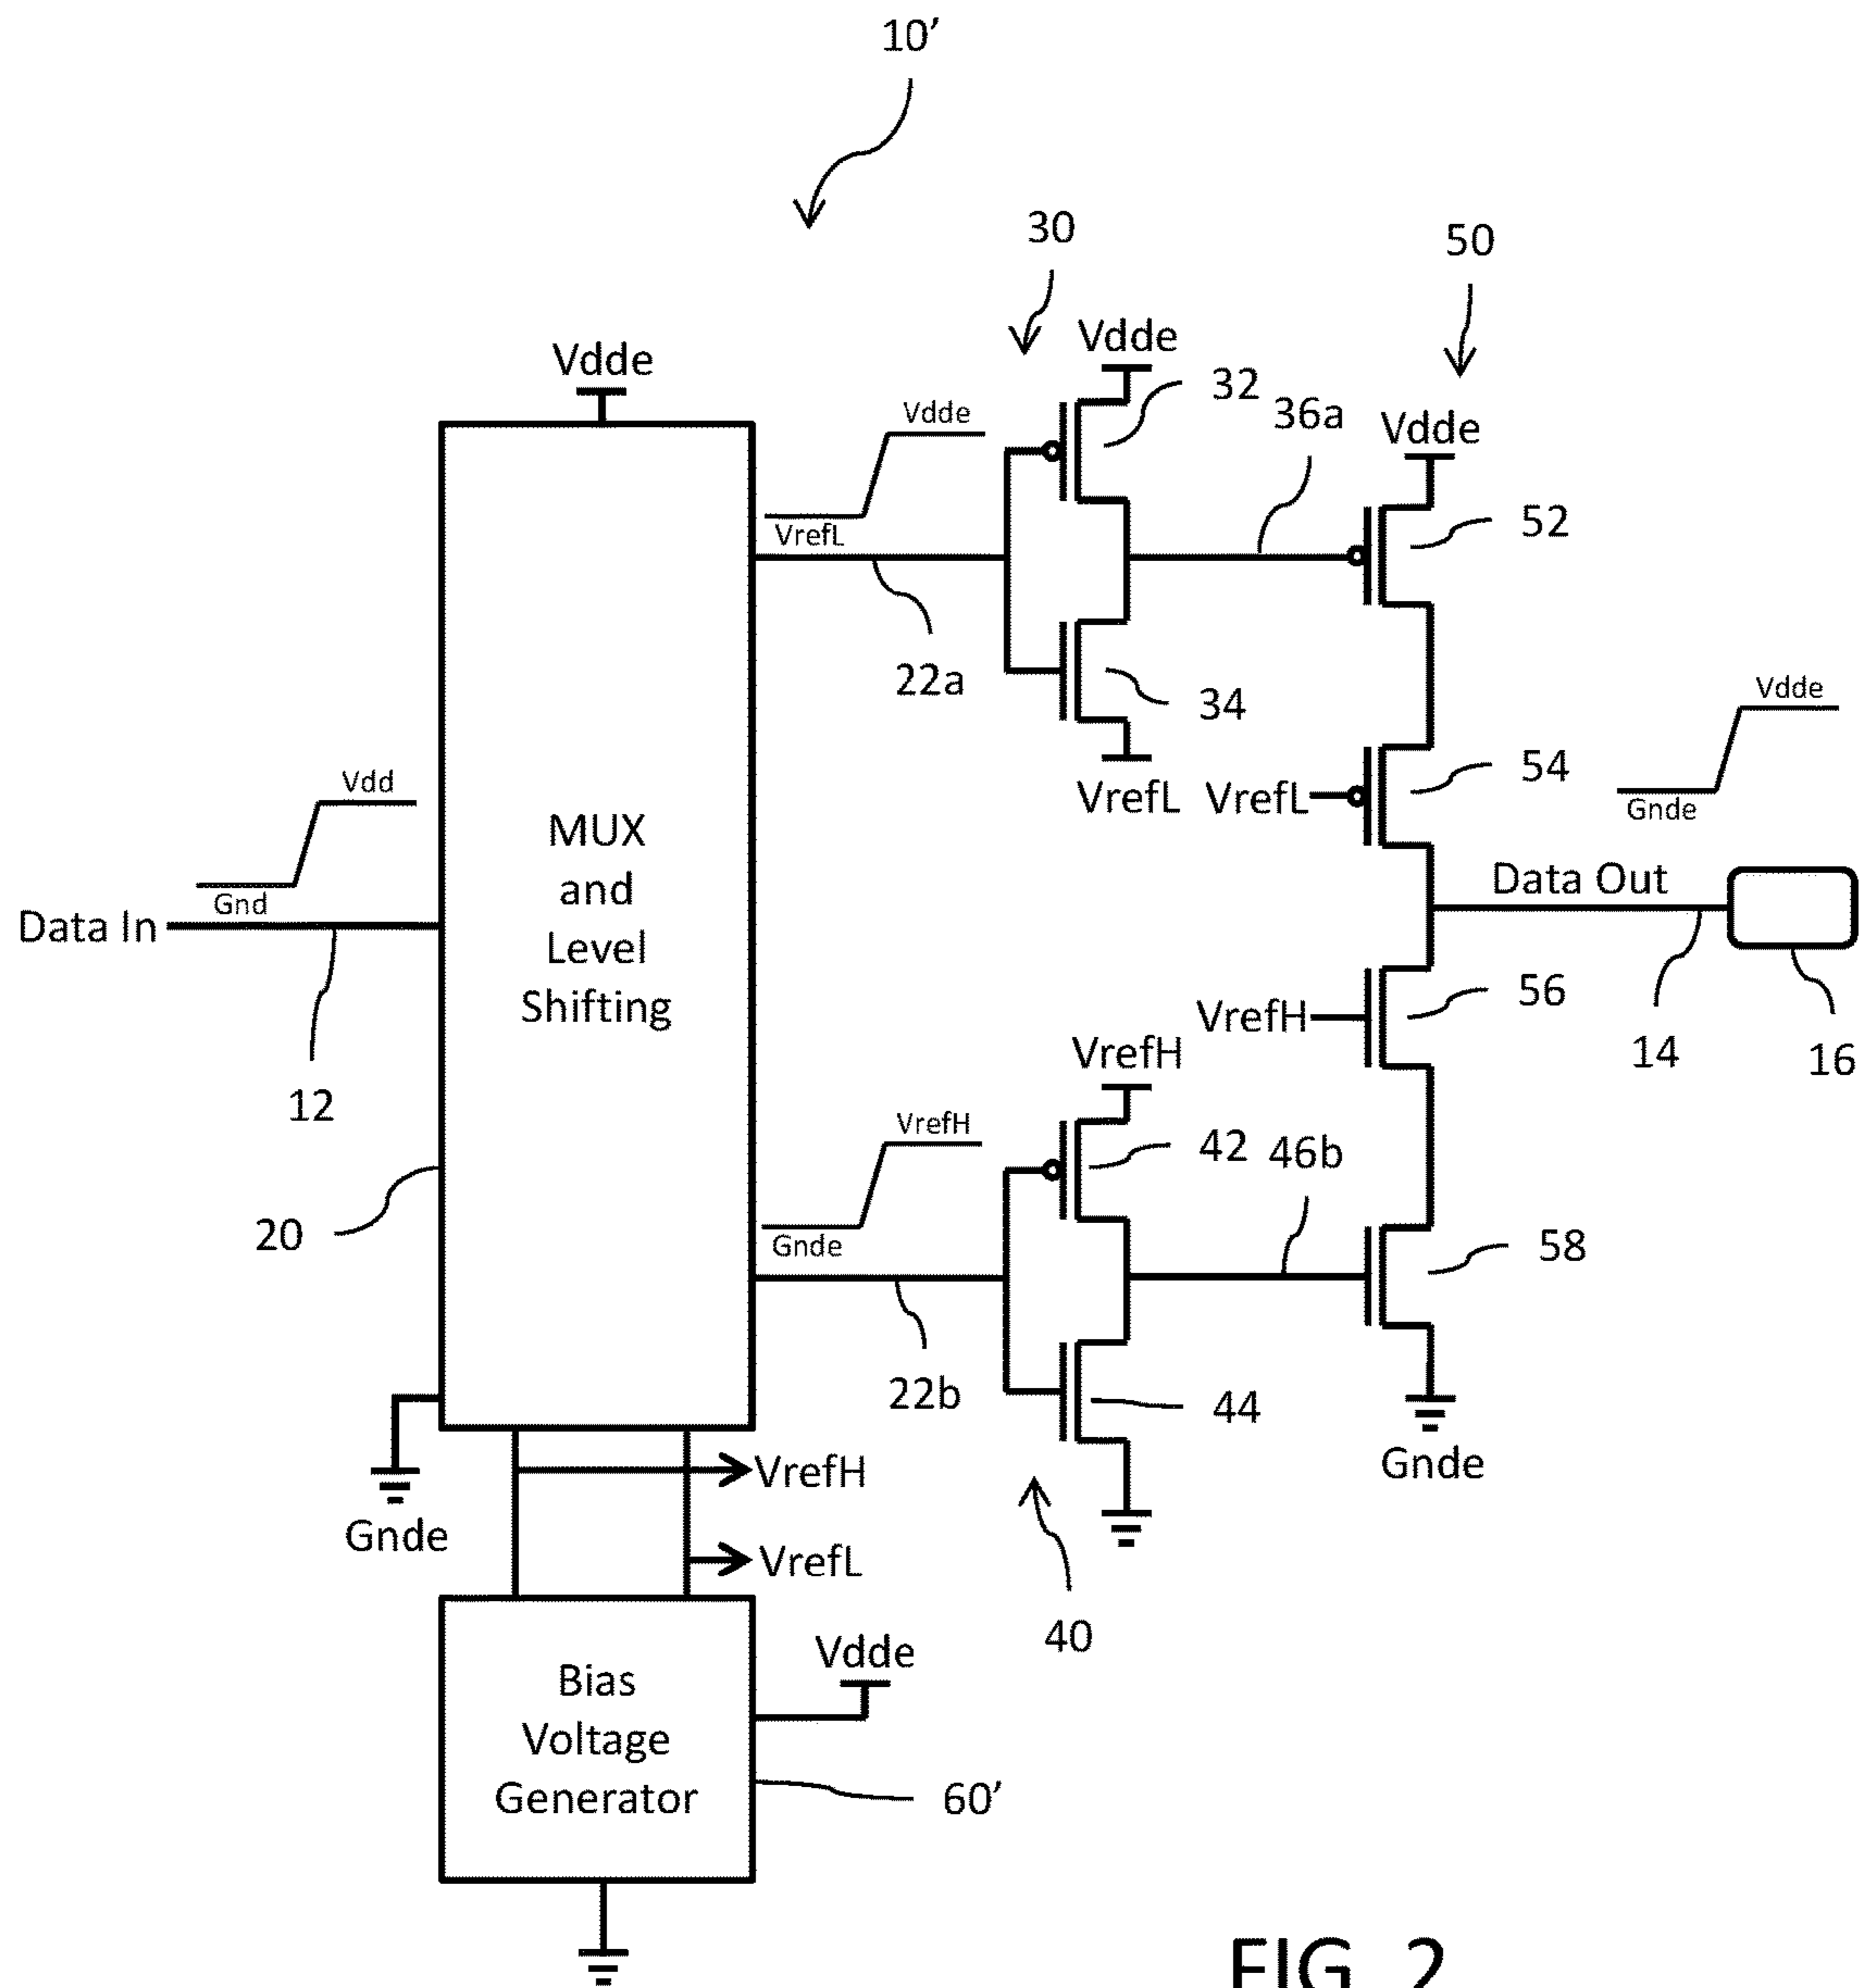 10’
30
50
Vdde
Vdde
32
36a
Vdde
Vdde
VrefL
52
22a
34
VrefL
VrefL
54
Vdde
Gnde
Vdd
Gnd
Data In
12
MUX
and
Level
Shifting
Data Out
56
VrefH
14
16
VrefH
VrefH
42
46b
20
Gnde
58
22b
44
Gnde
Gnde
VrefH
VrefL
40
Bias
Voltage
Generator
Vdde
60’
FIG. 2